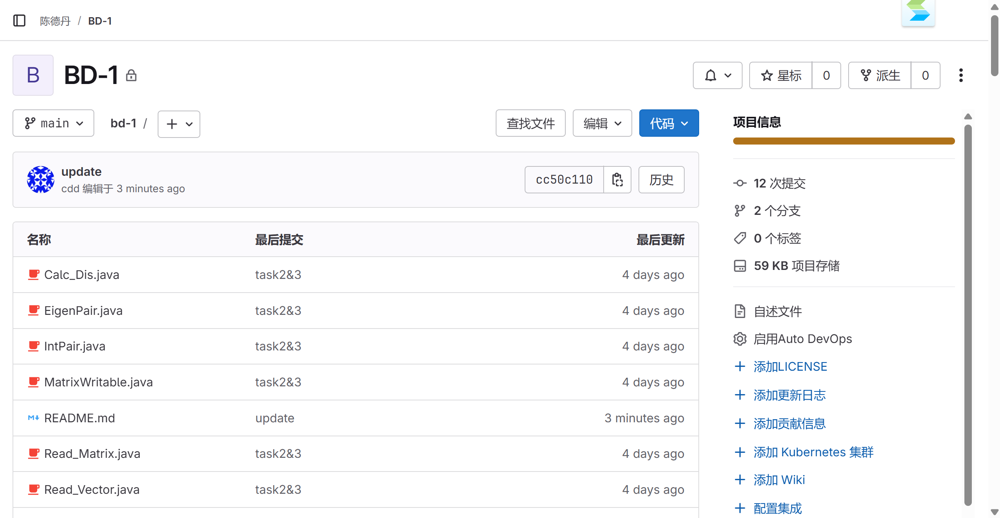 陈德丹 / BD-1
B BD-1
星标 0 派生 0
main bd-1 / 查找文件 编辑 代码
update
cdd 编辑于 3 minutes ago
cc50c110 历史
名称 最后提交 最后更新
Calc_Dis.java task2&3 4 days ago
EigenPair.java task2&3 4 days ago
IntPair.java task2&3 4 days ago
MatrixWritable.java task2&3 4 days ago
README.md update 3 minutes ago
Read_Matrix.java task2&3 4 days ago
Read_Vector.java task2&3 4 days ago
项目信息
12 次提交
2 个分支
0 个标签
59 KB 项目存储
自述文件
启用Auto DevOps
添加LICENSE
添加更新日志
添加贡献信息
添加 Kubernetes 集群
添加 Wiki
配置集成